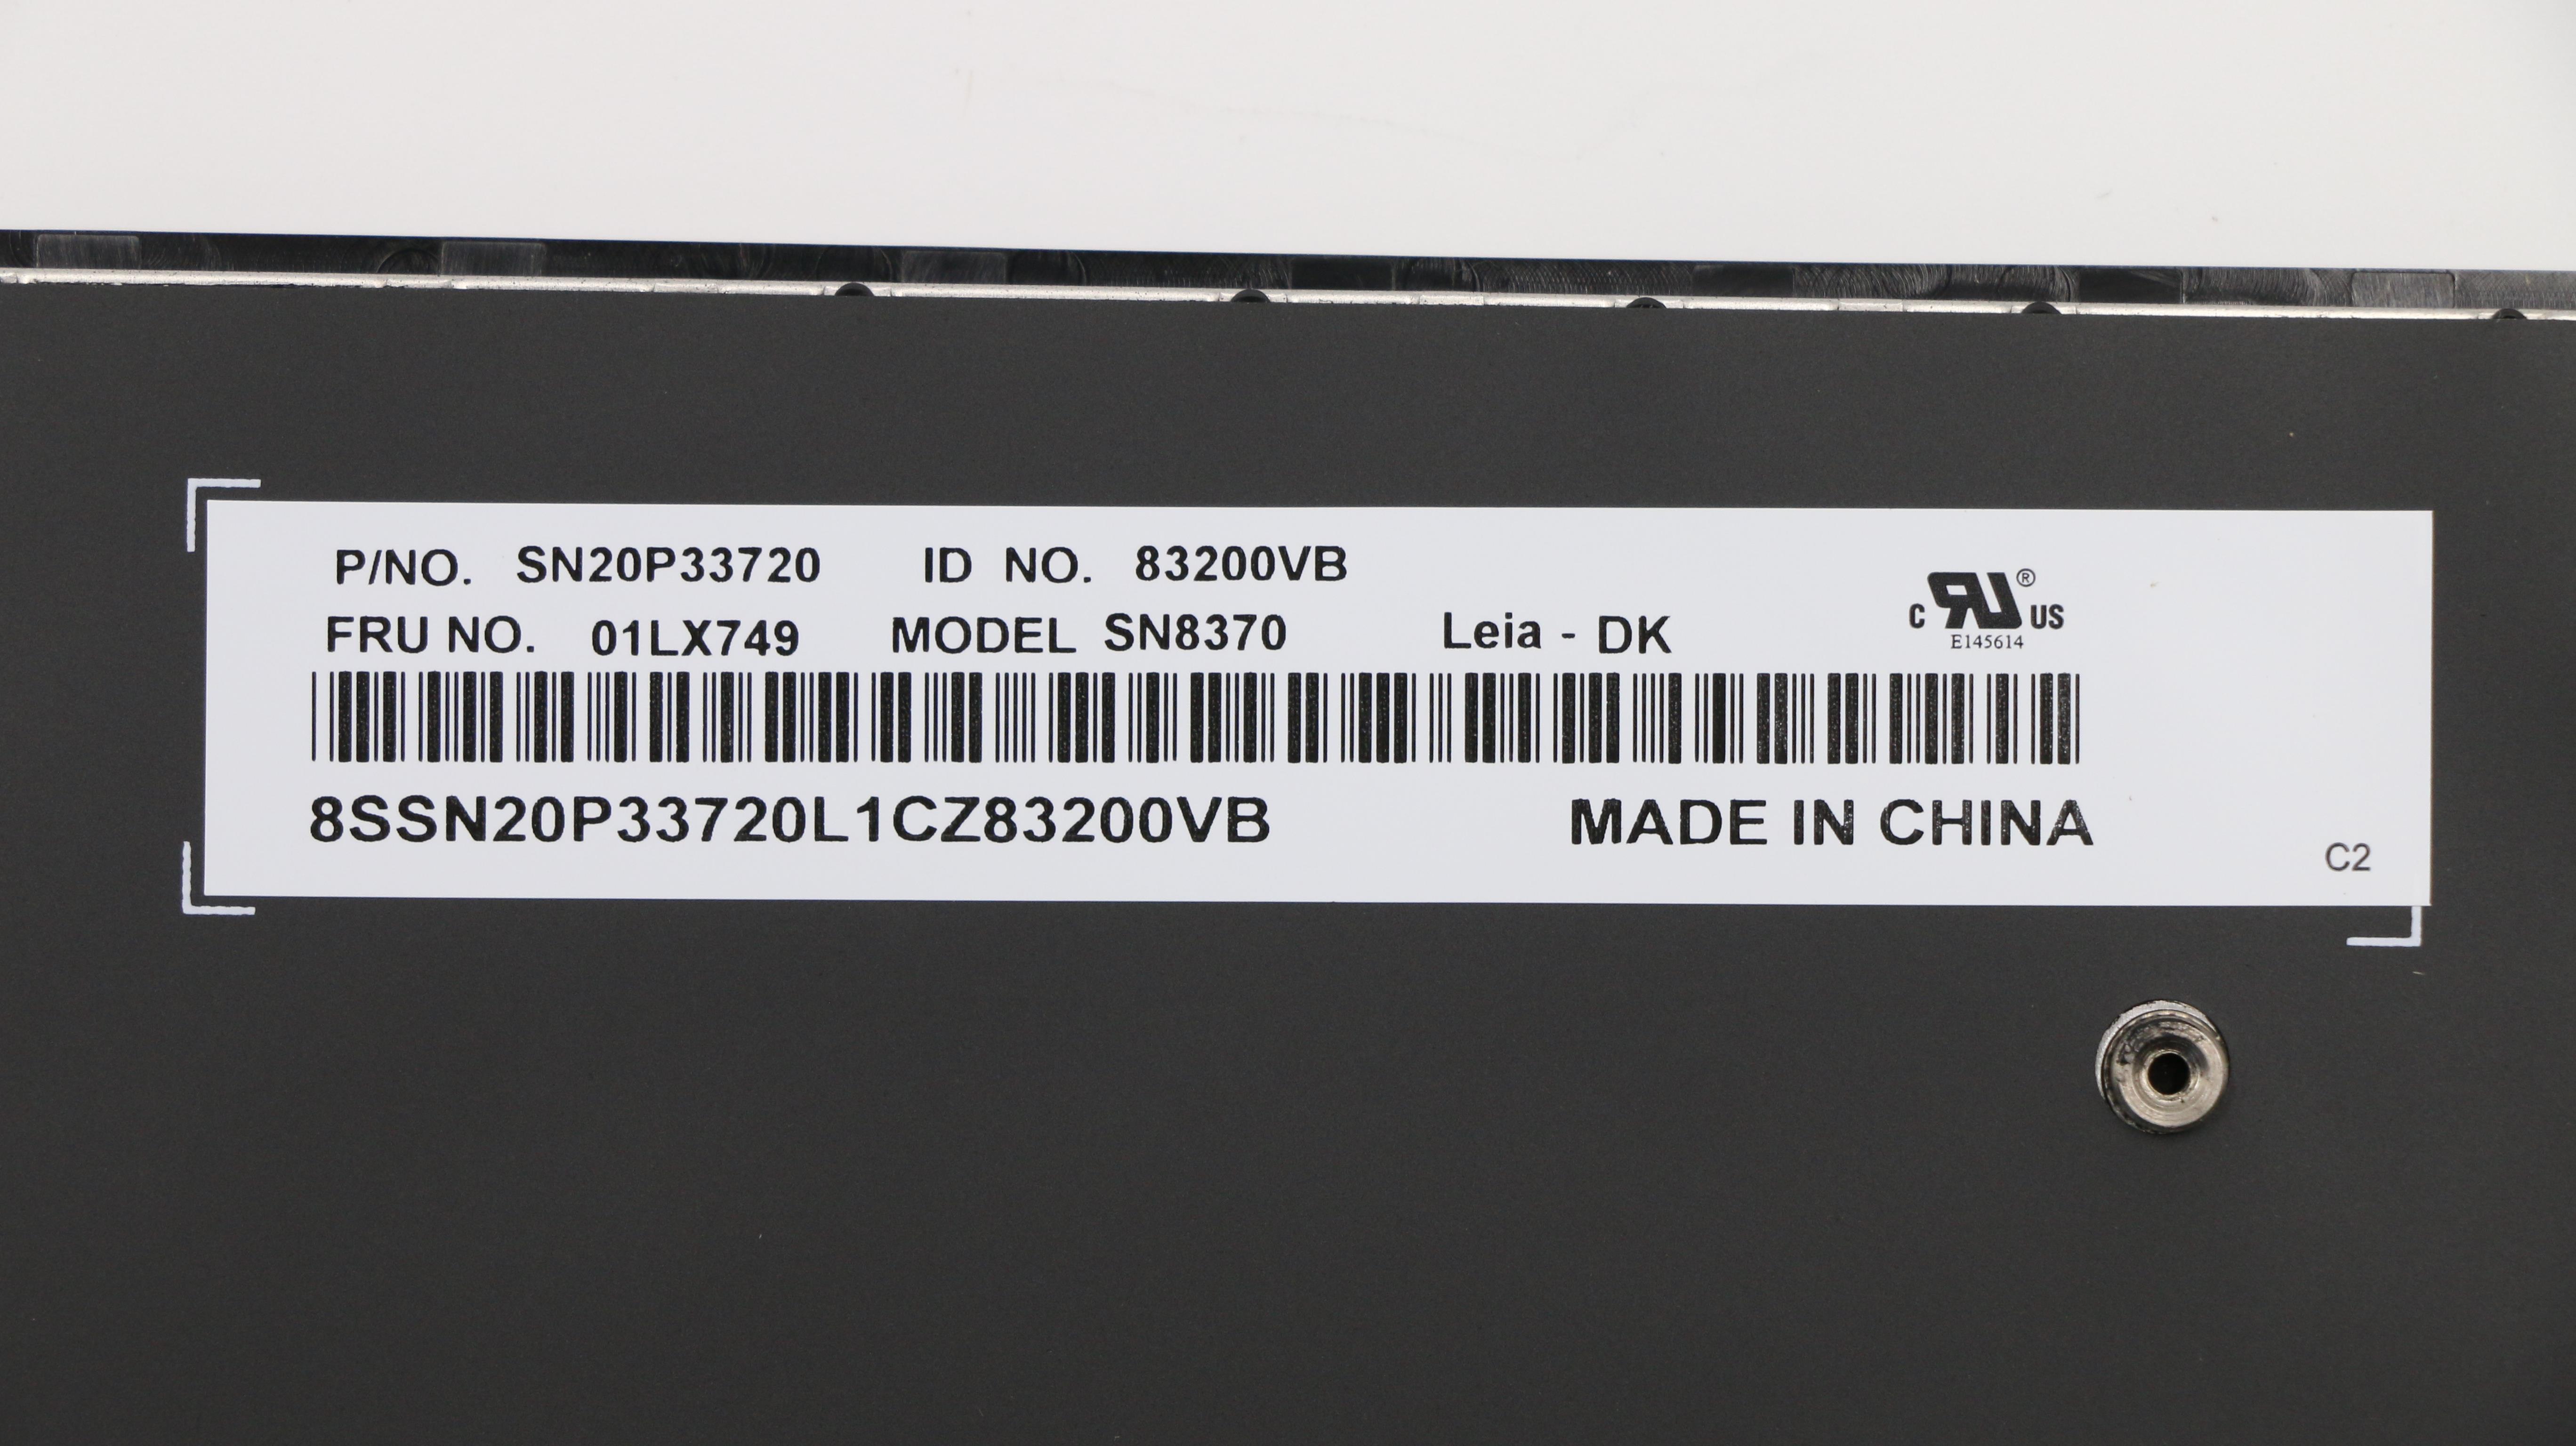 P/NO. SN20P33720 ID NO. 83200VB
FRU NO. 01LX749 MODEL SN8370 Leia - DK
c RU ® US
E145614
8SSN20P33720L1CZ83200VB MADE IN CHINA
C2